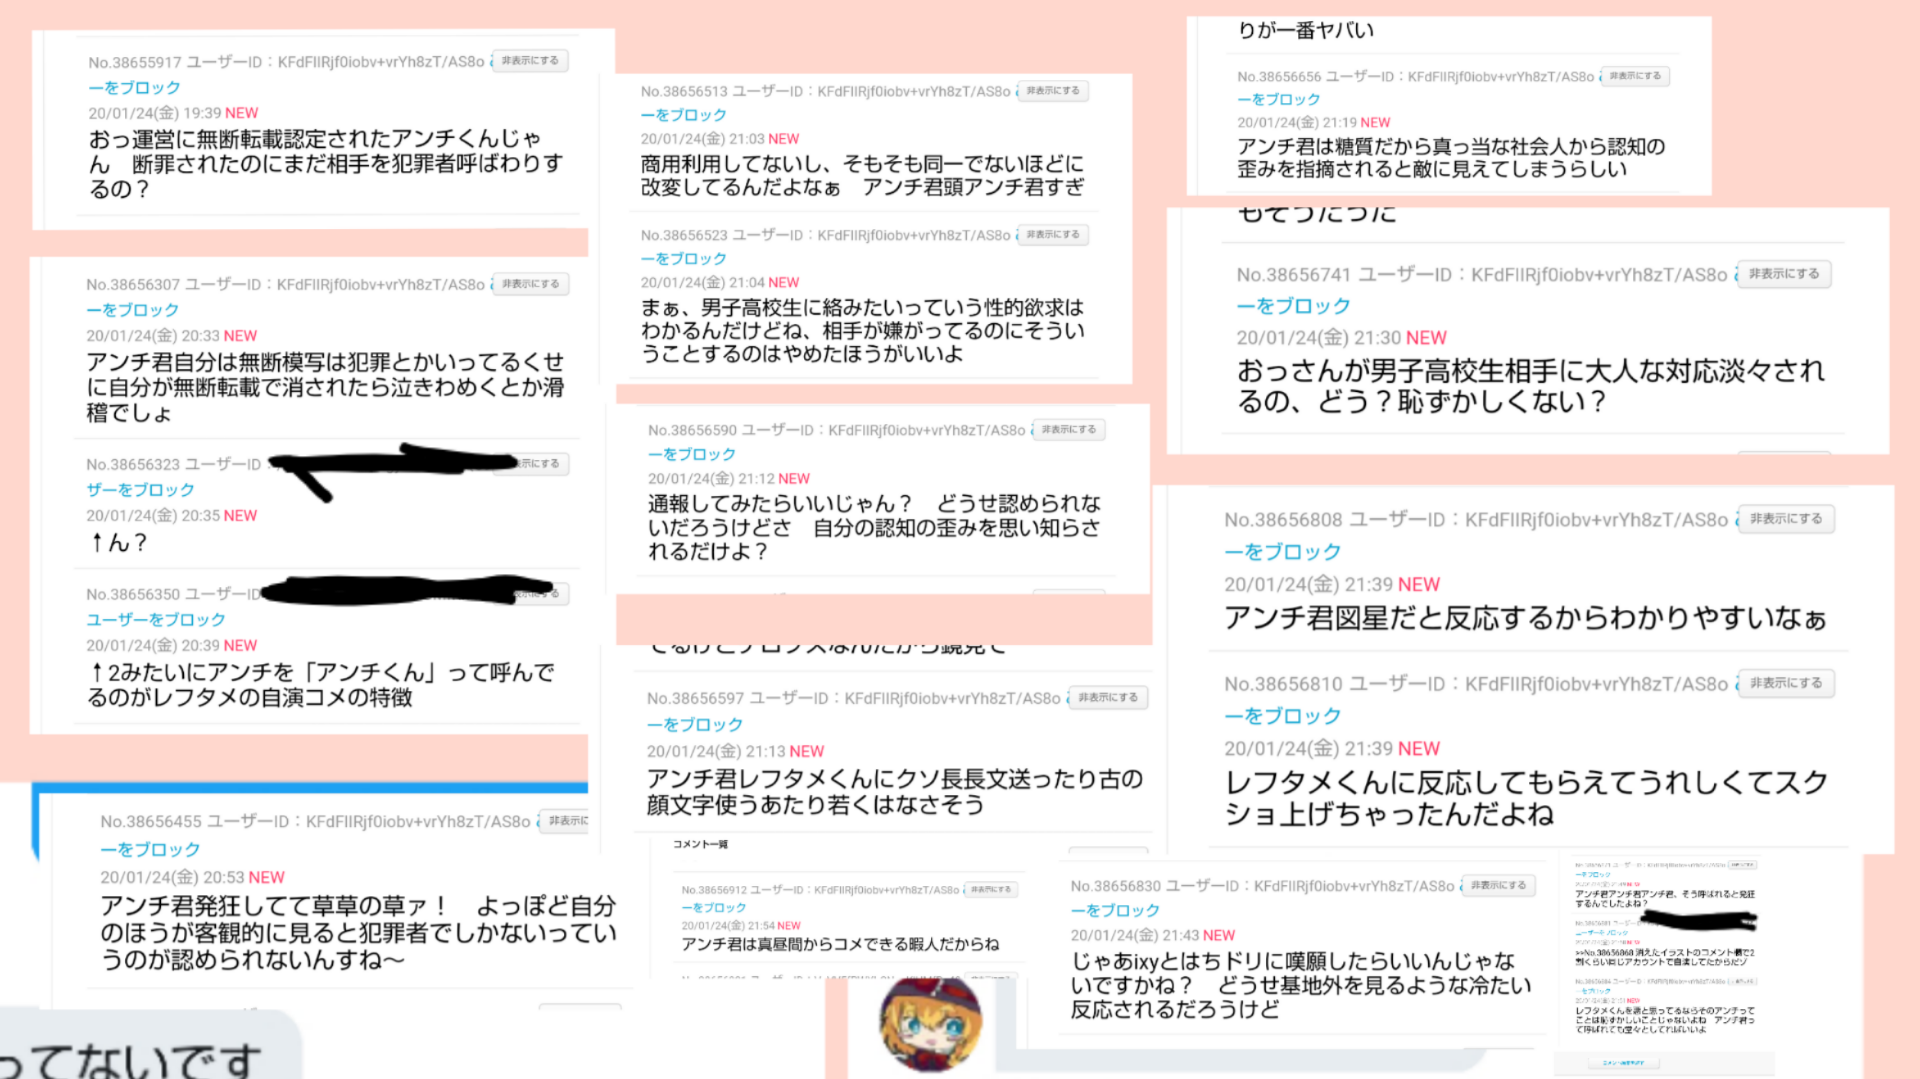 No.38655917 ユーザーID：KFdFIIRjf0iobv+vrYh8zT/AS8o 非表示にする
ーをブロック
20/01/24(金) 19:39 NEW
おっ運営に無断転載認定されたアンチくんじゃ
ん　断罪されたのにまだ相手を犯罪者呼ばわりす
るの？
No.38656307 ユーザーID：KFdFIIRjf0iobv+vrYh8zT/AS8o 非表示にする
ーをブロック
20/01/24(金) 20:33 NEW
アンチ君自分は無断模写は犯罪とかいってるくせ
に自分が無断転載で消されたら泣きわめくとか滑
稽でしょ
No.38656323 ユーザーID 示にする
ザーをブロック
20/01/24(金) 20:35 NEW
↑ん？
No.38656350 ユーザーID
ユーザーをブロック
20/01/24(金) 20:39 NEW
↑2みたいにアンチを「アンチくん」って呼んで
るのがレフタメの自演コメの特徴
No.38656455 ユーザーID：KFdFIIRjf0iobv+vrYh8zT/AS8o 非表示に
ーをブロック
20/01/24(金) 20:53 NEW
アンチ君発狂してて草草の草ァ！　よっぽど自分
のほうが客観的に見ると犯罪者でしかないってい
うのが認められないんすね～
ってないです
No.38656513 ユーザーID：KFdFIIRjf0iobv+vrYh8zT/AS8o 非表示にする
ーをブロック
20/01/24(金) 21:03 NEW
商用利用してないし、そもそも同一でないほどに
改変してるんだよなぁ　アンチ君頭アンチ君すぎ
No.38656523 ユーザーID：KFdFIIRjf0iobv+vrYh8zT/AS8o 非表示にする
ーをブロック
20/01/24(金) 21:04 NEW
まぁ、男子高校生に絡みたいっていう性的欲求は
わかるんだけどね、相手が嫌がってるのにそうい
うことするのはやめたほうがいいよ
No.38656590 ユーザーID：KFdFIIRjf0iobv+vrYh8zT/AS8o 非表示にする
ーをブロック
20/01/24(金) 21:12 NEW
通報してみたらいいじゃん？　どうせ認められな
いだろうけどさ　自分の認知の歪みを思い知らさ
れるだけよ？
No.38656597 ユーザーID：KFdFIIRjf0iobv+vrYh8zT/AS8o 非表示にする
ーをブロック
20/01/24(金) 21:13 NEW
アンチ君レフタメくんにクソ長長文送ったり古の
顔文字使うあたり若くはなさそう
コメント一覧
No.38656912 ユーザーID：KFdFIIRjf0iobv+vrYh8zT/AS8o 非表示にする
ーをブロック
20/01/24(金) 21:54 NEW
アンチ君は真昼間からコメできる暇人だからね
りが一番ヤバい
No.38656656 ユーザーID：KFdFIIRjf0iobv+vrYh8zT/AS8o 非表示にする
ーをブロック
20/01/24(金) 21:19 NEW
アンチ君は糖質だから真っ当な社会人から認知の
歪みを指摘されると敵に見えてしまうらしい
もそうだった
No.38656741 ユーザーID：KFdFIIRjf0iobv+vrYh8zT/AS8o 非表示にする
ーをブロック
20/01/24(金) 21:30 NEW
おっさんが男子高校生相手に大人な対応淡々され
るの、どう？恥ずかしくない？
No.38656808 ユーザーID：KFdFIIRjf0iobv+vrYh8zT/AS8o 非表示にする
ーをブロック
20/01/24(金) 21:39 NEW
アンチ君図星だと反応するからわかりやすいなぁ
No.38656810 ユーザーID：KFdFIIRjf0iobv+vrYh8zT/AS8o 非表示にする
ーをブロック
20/01/24(金) 21:39 NEW
レフタメくんに反応してもらえてうれしくてスク
ショ上げちゃったんだよね
No.38656830 ユーザーID：KFdFIIRjf0iobv+vrYh8zT/AS8o 非表示にする
ーをブロック
20/01/24(金) 21:43 NEW
じゃあixyとはちドリに嘆願したらいいんじゃな
いですかね？　どうせ基地外を見るような冷たい
反応されるだろうけど
アンチ君アンチ君アンチ君、そう呼ばれると発狂
するんでしたよね？
ユーザーをブロック
>>No.38656868 消えたイラストのコメント欄で2
割くらい同じアカウントで自演してたからだゾ
ーをブロック
レフタメくんを誰と思ってるならそのアンチって
ことは恥ずかしいことじゃないよね　アンチ君っ
て呼ばれても堂々としてればいいよ